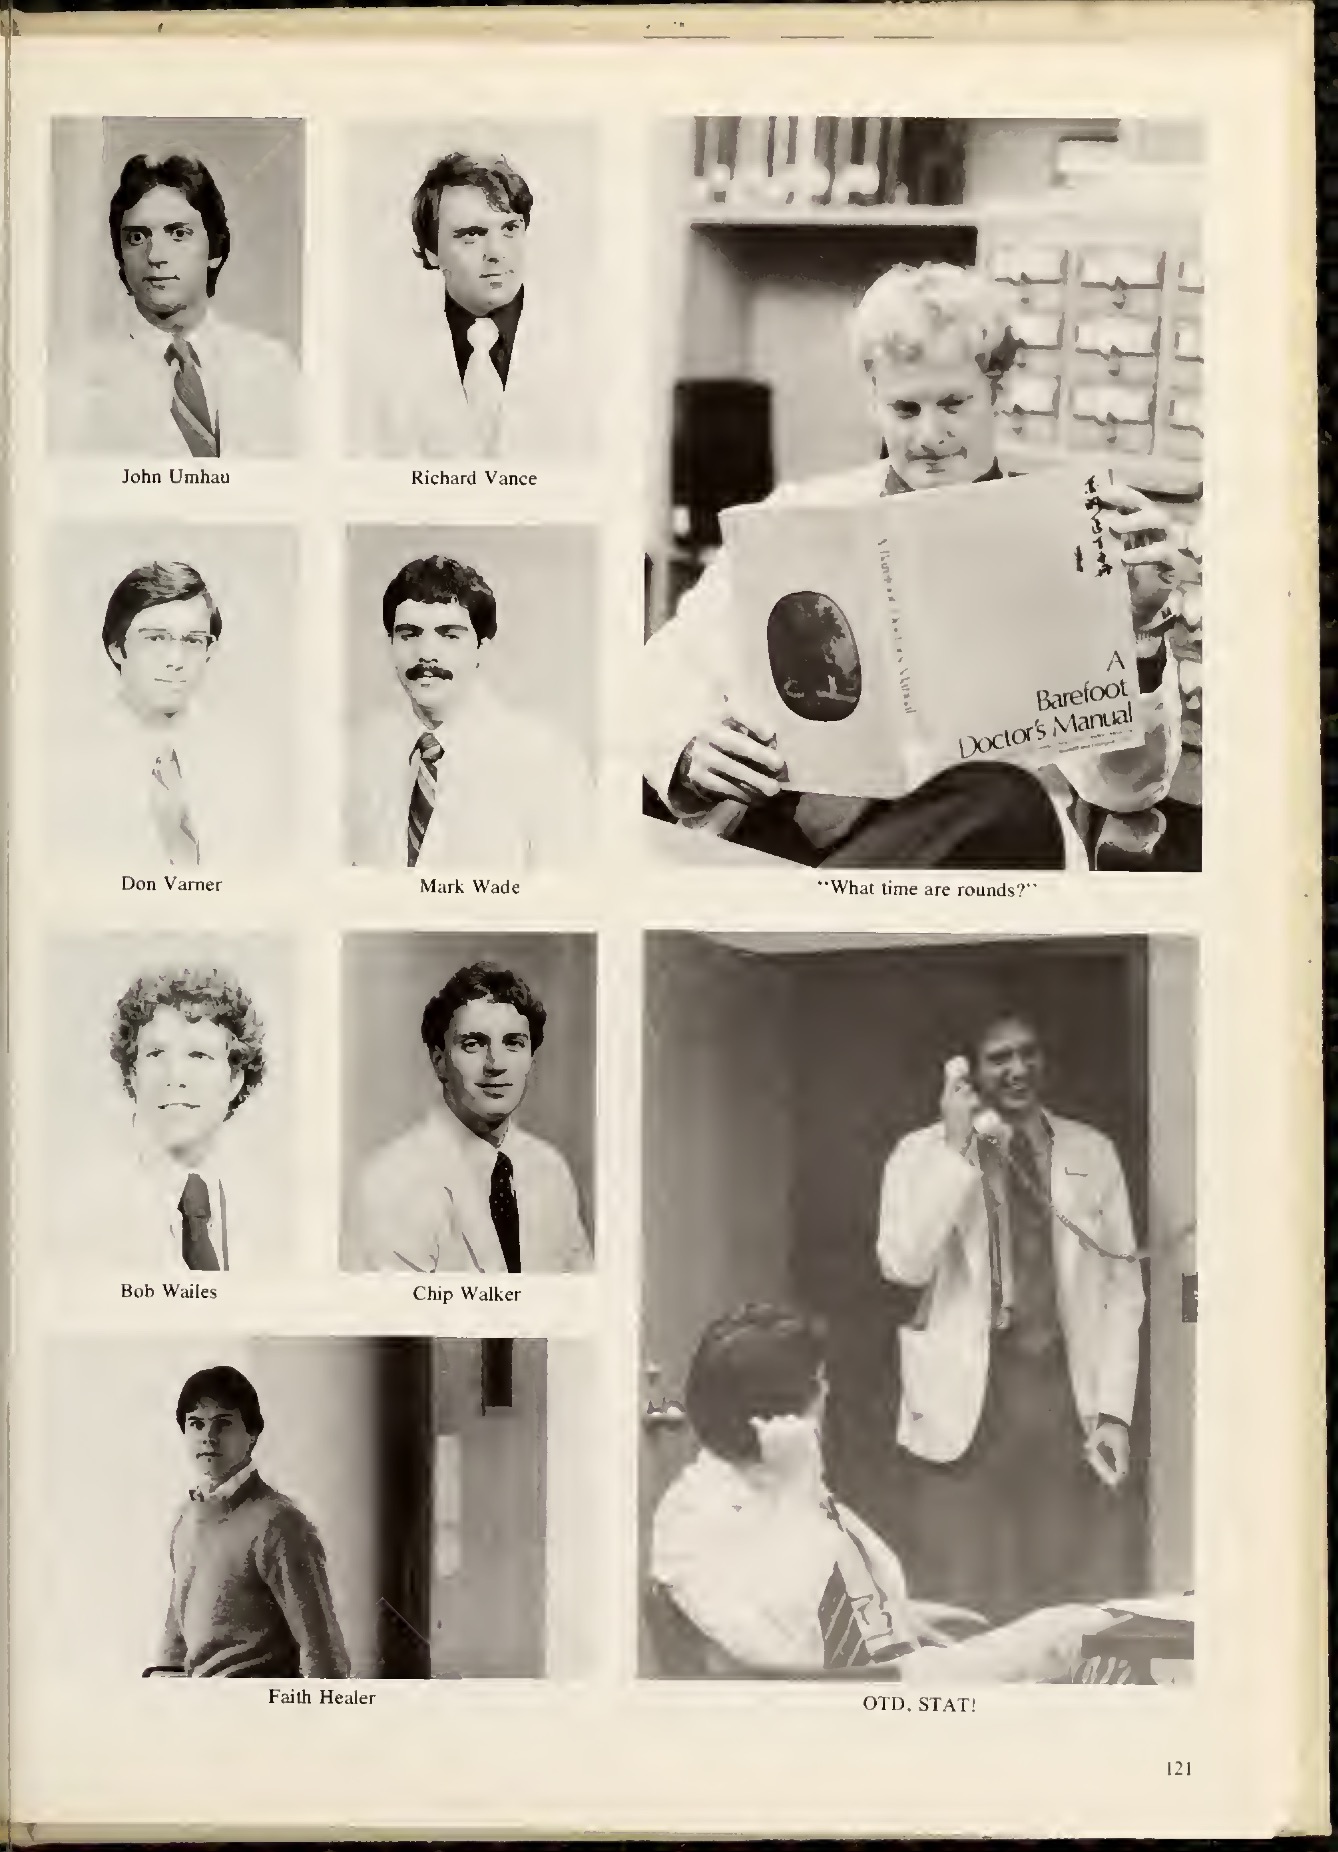 John Umhau
Richard Vance
A
Barefoot
Doctor's Manual
Don Varner
Mark Wade
"What time are rounds?"
Bob Wailes
Chip Walker
Faith Healer
OTD, STAT!
121